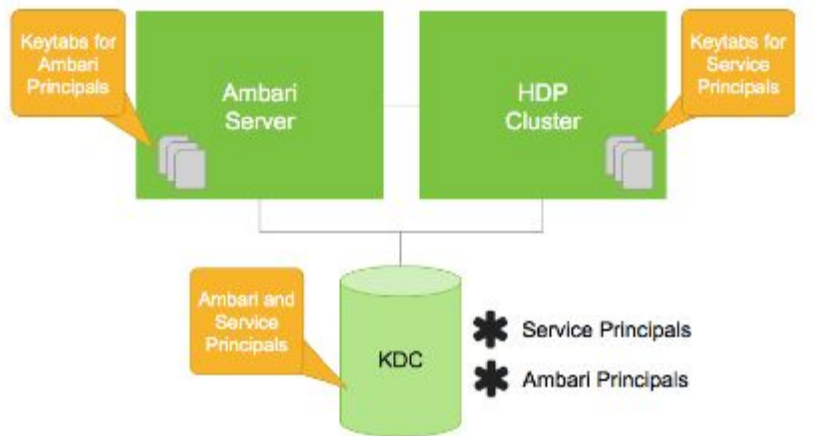 Keytabs for
Ambari
Principals
Ambari
Server
HDP
Cluster
Keytabs for
Service
Principals
Ambari and
Service
Principals
KDC
Service Principals
Ambari Principals